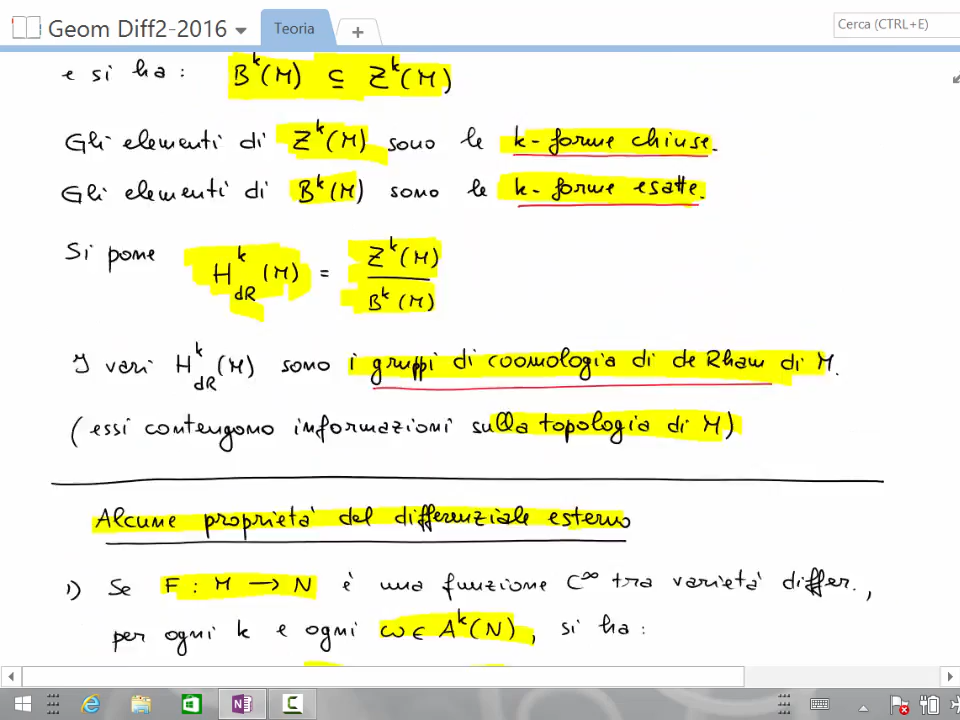 Geom Diff2-2016
Teoria
Cerca (CTRL+E)
e si ha: B^k(M) ⊆ Z^k(M)
Gli elementi di Z^k(M) sono le k-forme chiuse.
Gli elementi di B^k(M) sono le k-forme esatte.
Si pone H^k_dR(M) = Z^k(M) / B^k(M)
I vari H^k_dR(M) sono i gruppi di coomologia di de Rham di M.
(essi contengono informazioni sulla topologia di M)
Alcune proprietà del differenziale esterno
1) Se F : M → N è una funzione C^∞ tra varietà differ.,
per ogni k e ogni ω ∈ A^k(N), si ha: